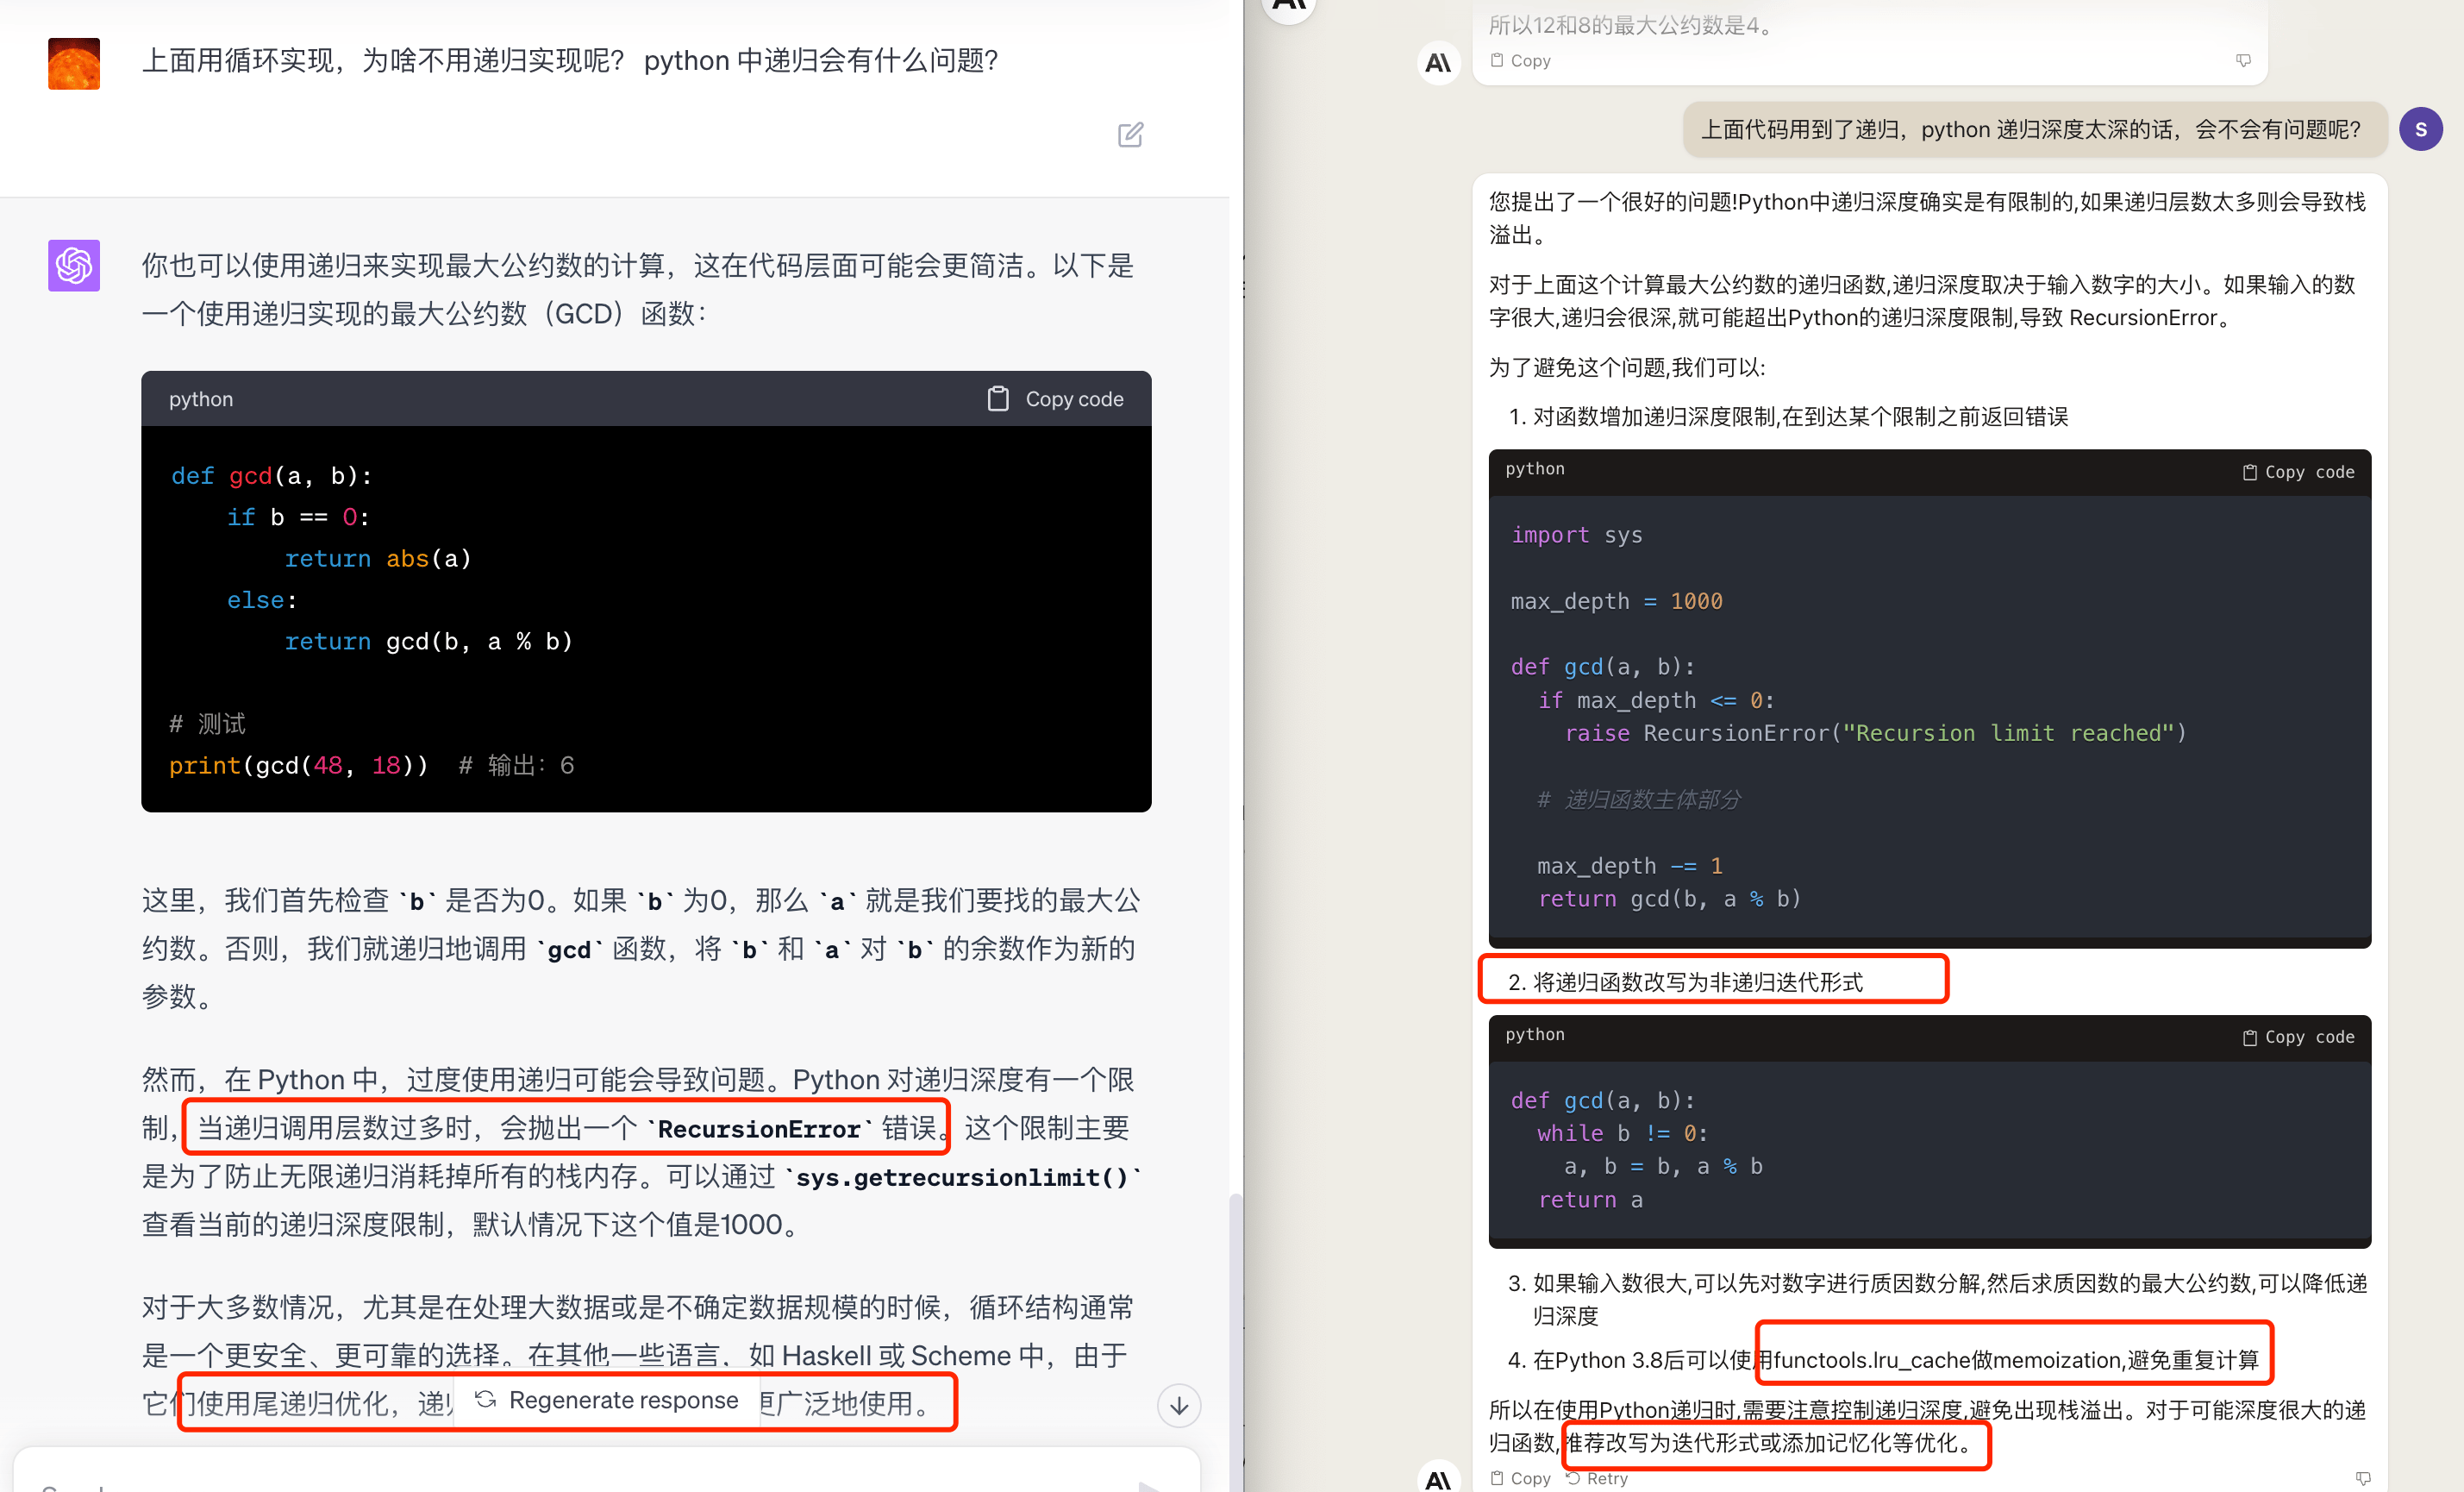 上面用循环实现，为啥不用递归实现呢？ python 中递归会有什么问题？
你也可以使用递归来实现最大公约数的计算，这在代码层面可能会更简洁。以下是
一个使用递归实现的最大公约数（GCD）函数：
python
Copy code
def gcd(a, b):
    if b == 0:
        return abs(a)
    else:
        return gcd(b, a % b)
# 测试
print(gcd(48, 18))  # 输出：6
这里，我们首先检查 `b` 是否为0。如果 `b` 为0，那么 `a` 就是我们要找的最大公
约数。否则，我们就递归地调用 `gcd` 函数，将 `b` 和 `a` 对 `b` 的余数作为新的
参数。
然而，在 Python 中，过度使用递归可能会导致问题。Python 对递归深度有一个限
制，当递归调用层数过多时，会抛出一个 `RecursionError` 错误。这个限制主要
是为了防止无限递归消耗掉所有的栈内存。可以通过 `sys.getrecursionlimit()`
查看当前的递归深度限制，默认情况下这个值是1000。
对于大多数情况，尤其是在处理大数据或是不确定数据规模的时候，循环结构通常
是一个更安全、更可靠的选择。在其他一些语言，如 Haskell 或 Scheme 中，由于
它们使用尾递归优化，递
Regenerate response
更广泛地使用。
所以12和8的最大公约数是4。
Copy
上面代码用到了递归，python 递归深度太深的话，会不会有问题呢？
S
您提出了一个很好的问题!Python中递归深度确实是有限制的,如果递归层数太多则会导致栈
溢出。
对于上面这个计算最大公约数的递归函数,递归深度取决于输入数字的大小。如果输入的数
字很大,递归会很深,就可能超出Python的递归深度限制,导致 RecursionError。
为了避免这个问题,我们可以:
1. 对函数增加递归深度限制,在到达某个限制之前返回错误
python
Copy code
import sys
max_depth = 1000
def gcd(a, b):
  if max_depth <= 0:
    raise RecursionError("Recursion limit reached")
  # 递归函数主体部分
  max_depth -= 1
  return gcd(b, a % b)
2. 将递归函数改写为非递归迭代形式
python
Copy code
def gcd(a, b):
  while b != 0:
    a, b = b, a % b
  return a
3. 如果输入数很大,可以先对数字进行质因数分解,然后求质因数的最大公约数,可以降低递
归深度
4. 在Python 3.8后可以使用functools.lru_cache做memoization,避免重复计算
所以在使用Python递归时,需要注意控制递归深度,避免出现栈溢出。对于可能深度很大的递
归函数,推荐改写为迭代形式或添加记忆化等优化。
Copy
Retry